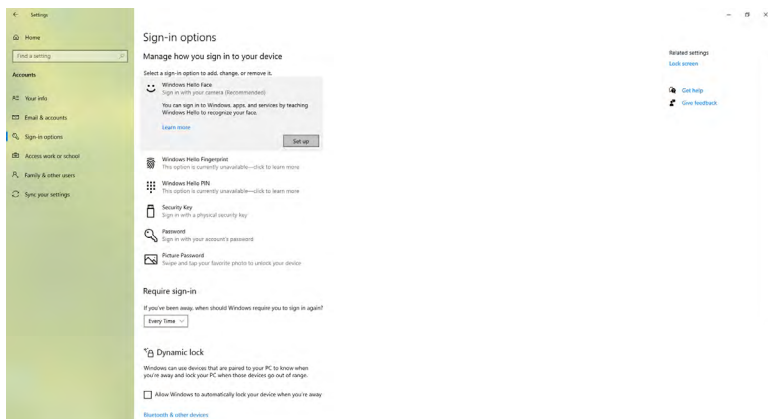 Settings
Home
Find a setting
Accounts
Your info
Email & accounts
Sign-in options
Access work or school
Family & other users
Sync your settings
Sign-in options
Manage how you sign in to your device
Select a sign-in option to add, change, or remove it.
Windows Hello Face
Sign in with your camera (Recommended)
You can sign in to Windows, apps, and services by teaching
Windows Hello to recognize your face.
Learn more
Set up
Windows Hello Fingerprint
This option is currently unavailable—click to learn more
Windows Hello PIN
This option is currently unavailable—click to learn more
Security Key
Sign in with a physical security key
Password
Sign in with your account's password
Picture Password
Swipe and tap your favorite photo to unlock your device
Require sign-in
If you've been away, when should Windows require you to sign in again?
Every Time
Dynamic lock
Windows can use devices that are paired to your PC to know when
you're away and lock your PC when those devices go out of range.
Allow Windows to automatically lock your device when you're away
Bluetooth & other devices
Related settings
Lock screen
Get help
Give feedback